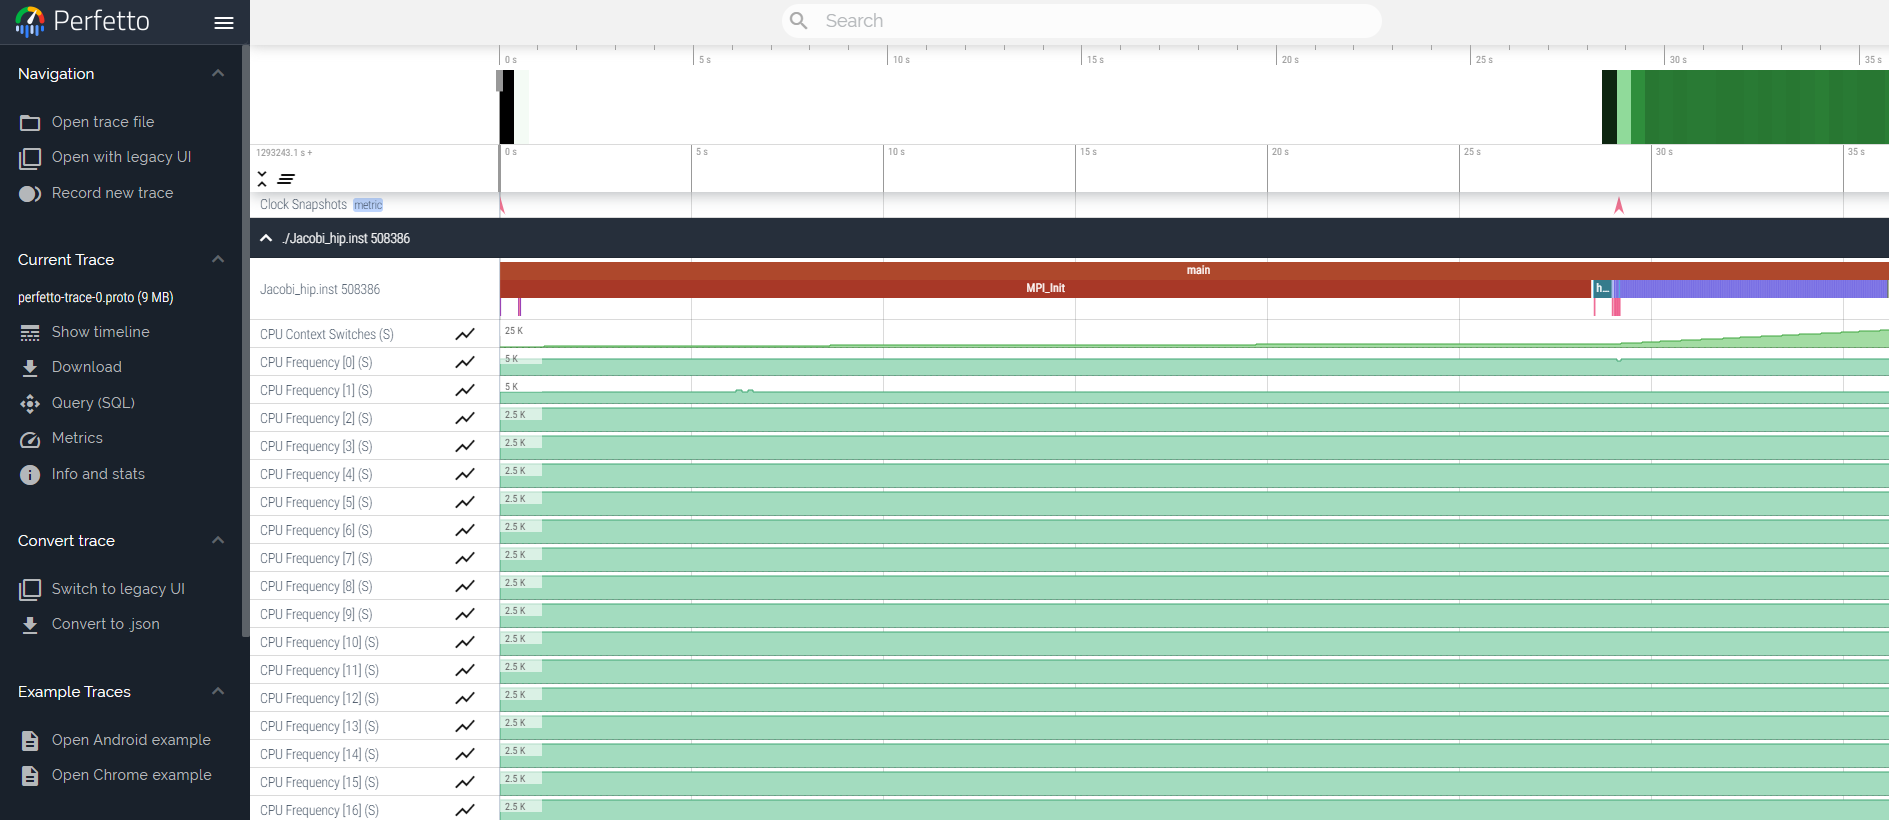 Perfetto
Search
Navigation
Open trace file
Open with legacy UI
Record new trace
Current Trace
perfetto-trace-0.proto (9 MB)
Show timeline
Download
Query (SQL)
Metrics
Info and stats
Convert trace
Switch to legacy UI
Convert to .json
Example Traces
Open Android example
Open Chrome example
0 s 5 s 10 s 15 s 20 s 25 s 30 s 35 s
1293243.1 s + 0 s 5 s 10 s 15 s 20 s 25 s 30 s 35 s
Clock Snapshots metric
./Jacobi_hip.inst 508386
main
Jacobi_hip.inst 508386 MPI_Init h...
CPU Context Switches (S) 25 K
CPU Frequency [0] (S) 5 K
CPU Frequency [1] (S) 5 K
CPU Frequency [2] (S) 2.5 K
CPU Frequency [3] (S) 2.5 K
CPU Frequency [4] (S) 2.5 K
CPU Frequency [5] (S) 2.5 K
CPU Frequency [6] (S) 2.5 K
CPU Frequency [7] (S) 2.5 K
CPU Frequency [8] (S) 2.5 K
CPU Frequency [9] (S) 2.5 K
CPU Frequency [10] (S) 2.5 K
CPU Frequency [11] (S) 2.5 K
CPU Frequency [12] (S) 2.5 K
CPU Frequency [13] (S) 2.5 K
CPU Frequency [14] (S) 2.5 K
CPU Frequency [15] (S) 2.5 K
CPU Frequency [16] (S) 2.5 K